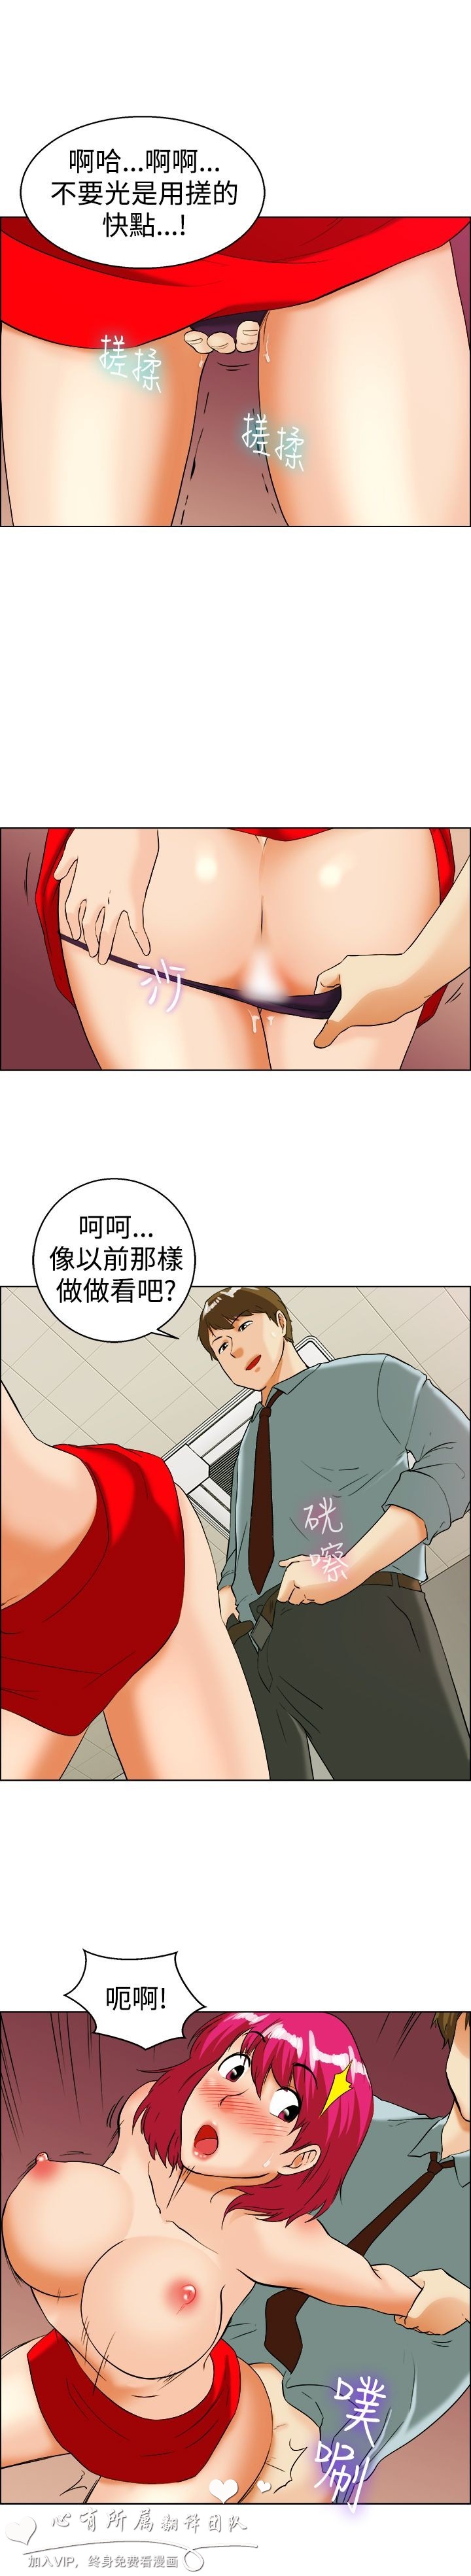 啊哈...啊啊...
不要光是用搓的
快點...!
搓揉
搓揉
沙
呵呵...
像以前那樣
做做看吧?
硄
嚓
呃啊!
噗
唰
心有所属翻译团队
加入VIP，终身免费看漫画